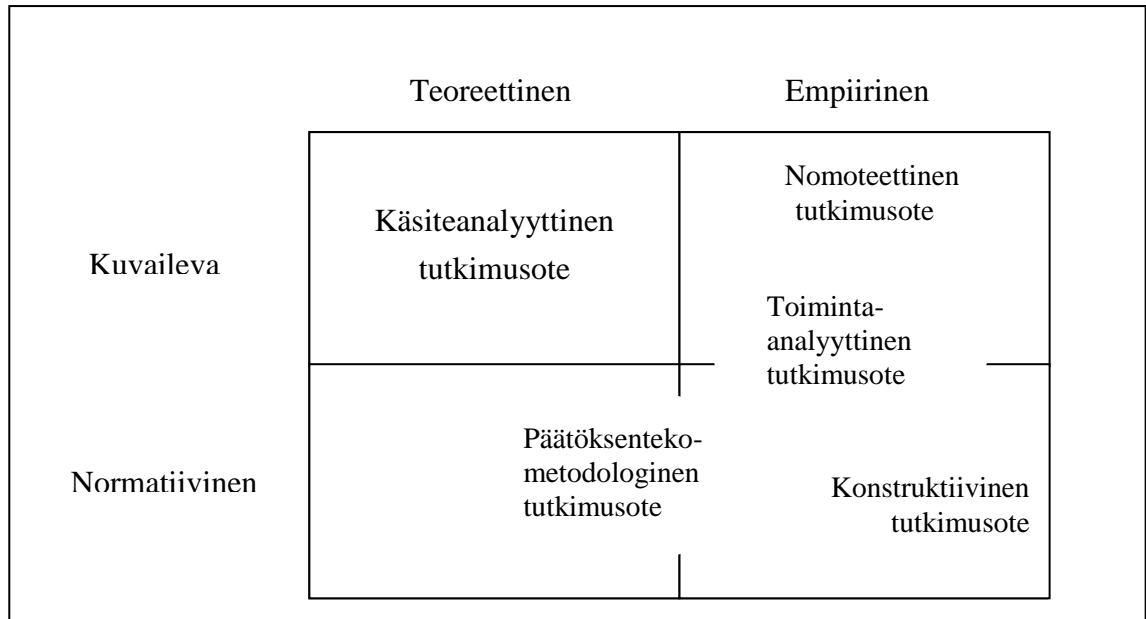 Teoreettinen Empiirinen
Nomoteettinen
tutkimusote
Käsiteanalyyttinen
tutkimusote
Kuvaileva
Toiminta-
analyyttinen
tutkimusote
Päätöksenteko-
metodologinen
tutkimusote
Normatiivinen
Konstruktiivinen
tutkimusote